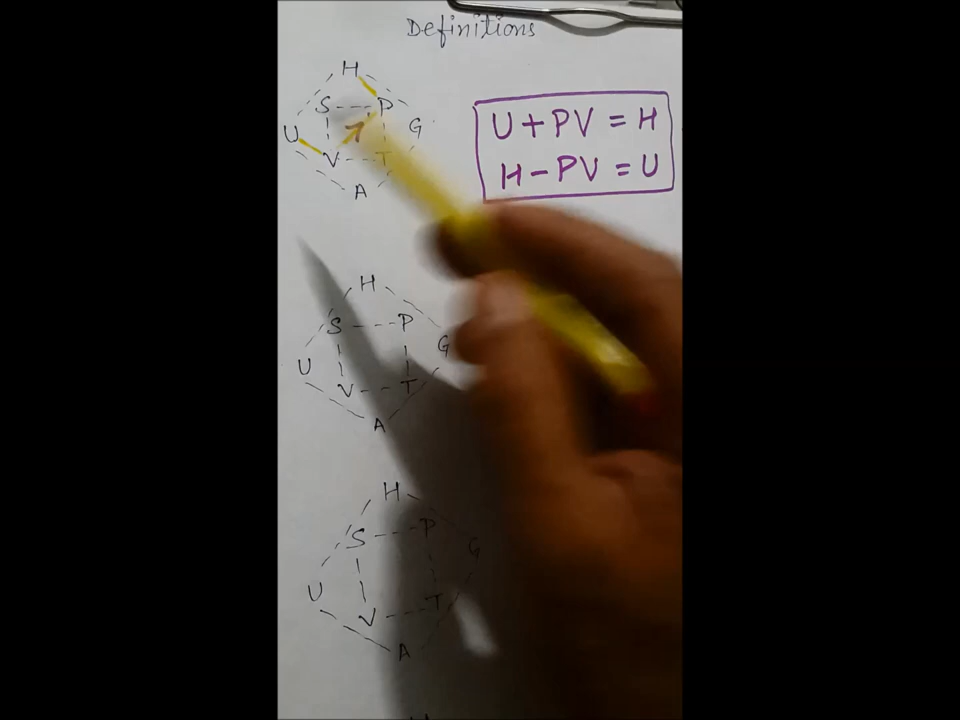 Definitions
H
S P
U G
V T
A
U + PV = H
H - PV = U
H
S P
G
U
V T
A
H
S P
G
U
V T
A